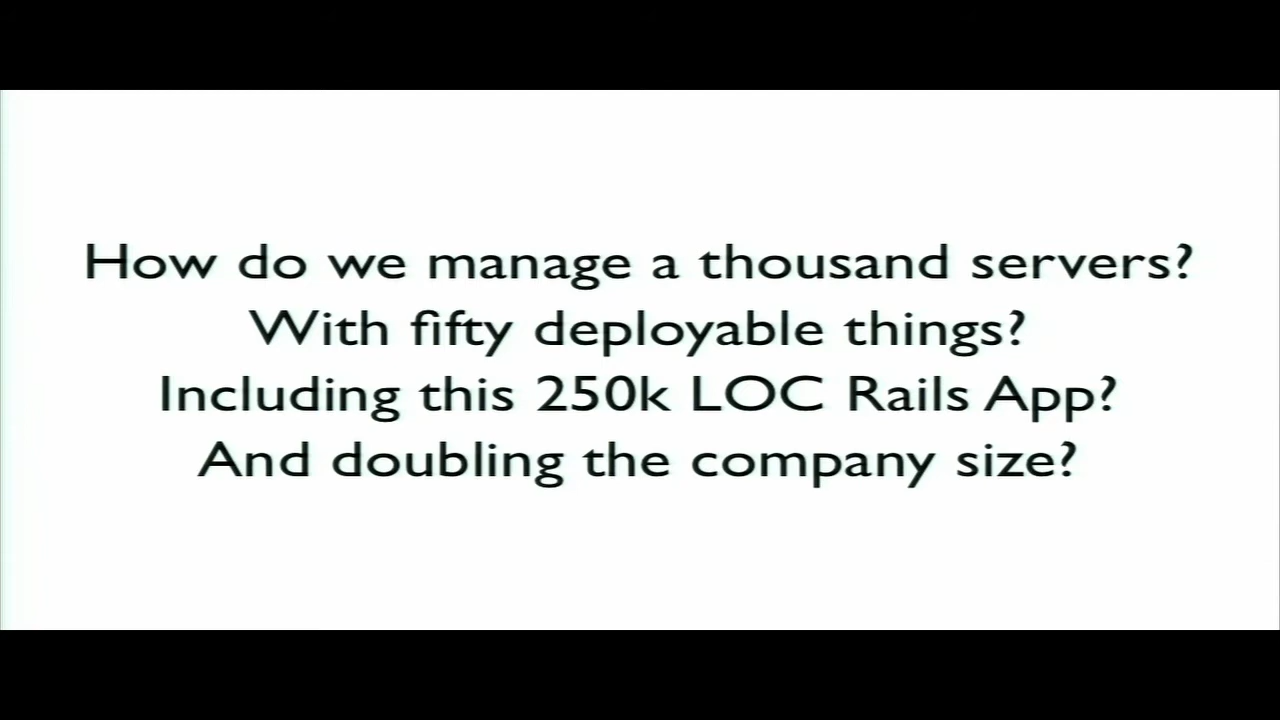 How do we manage a thousand servers?
With fifty deployable things?
Including this 250k LOC Rails App?
And doubling the company size?